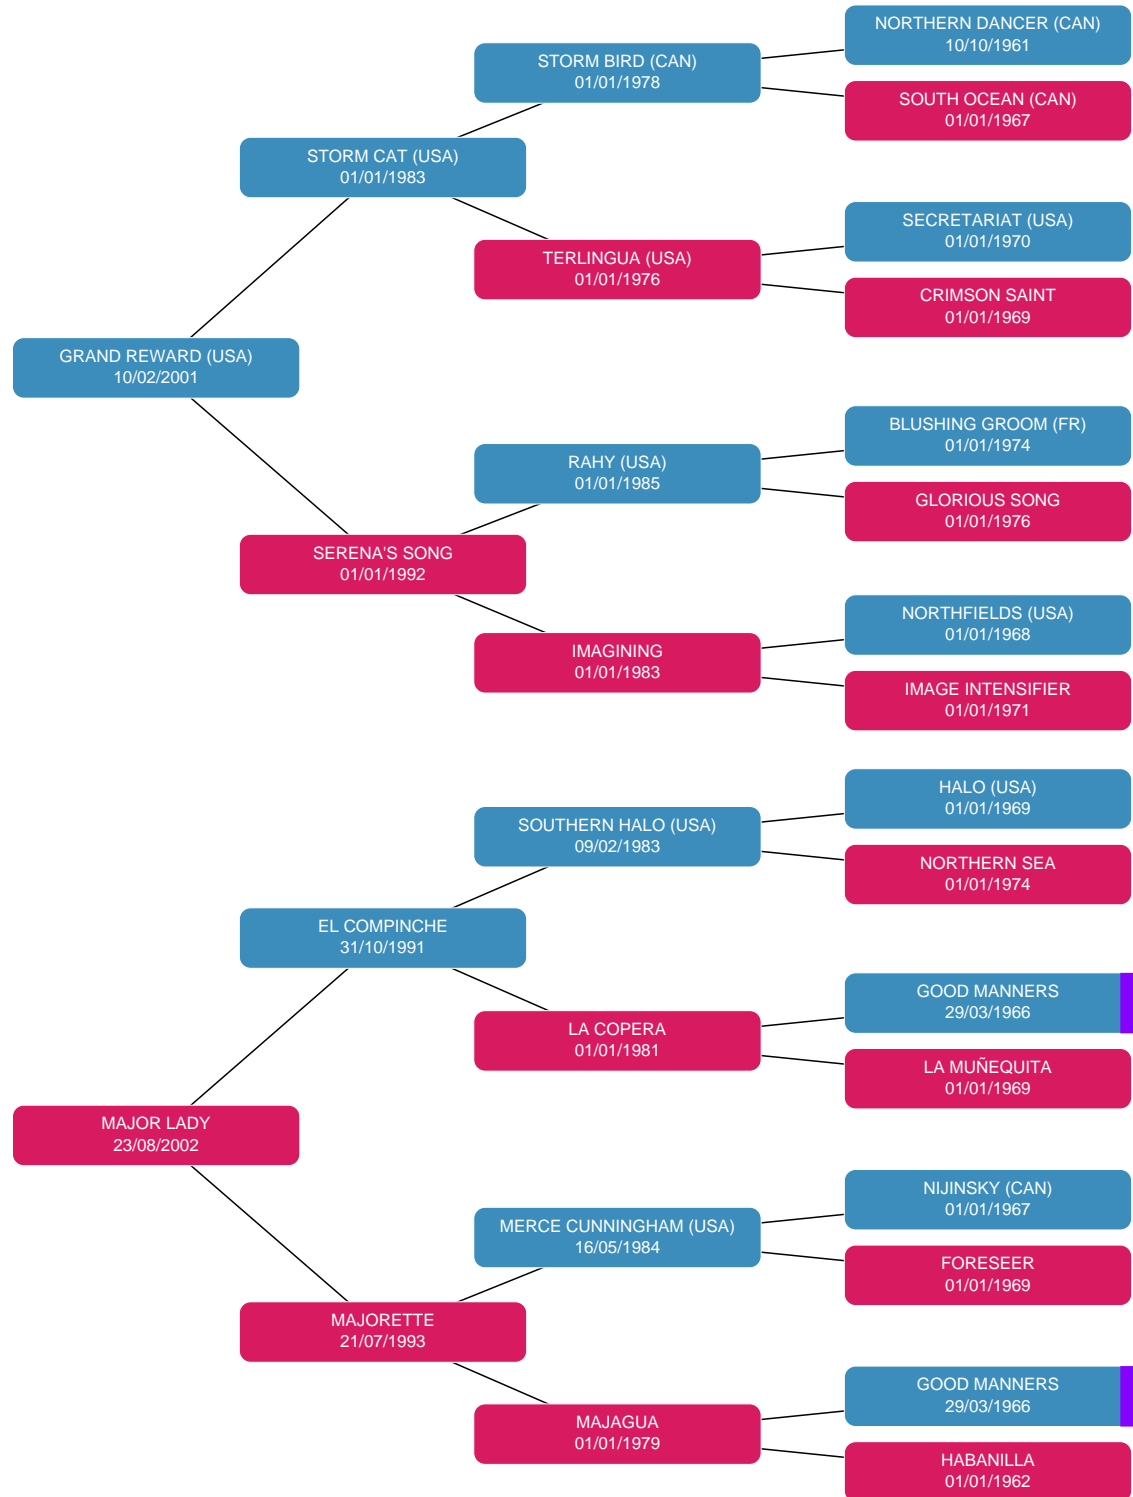 NORTHERN DANCER (CAN)
10/10/1961
STORM BIRD (CAN)
01/01/1978
SOUTH OCEAN (CAN)
01/01/1967
STORM CAT (USA)
01/01/1983
SECRETARIAT (USA)
01/01/1970
TERLINGUA (USA)
01/01/1976
CRIMSON SAINT
01/01/1969
GRAND REWARD (USA)
10/02/2001
BLUSHING GROOM (FR)
01/01/1974
RAHY (USA)
01/01/1985
GLORIOUS SONG
01/01/1976
SERENA'S SONG
01/01/1992
NORTHFIELDS (USA)
01/01/1968
IMAGINING
01/01/1983
IMAGE INTENSIFIER
01/01/1971
HALO (USA)
01/01/1969
SOUTHERN HALO (USA)
09/02/1983
NORTHERN SEA
01/01/1974
EL COMPINCHE
31/10/1991
GOOD MANNERS
29/03/1966
LA COPERA
01/01/1981
LA MUÑEQUITA
01/01/1969
MAJOR LADY
23/08/2002
NIJINSKY (CAN)
01/01/1967
MERCE CUNNINGHAM (USA)
16/05/1984
FORESEER
01/01/1969
MAJORETTE
21/07/1993
GOOD MANNERS
29/03/1966
MAJAGUA
01/01/1979
HABANILLA
01/01/1962